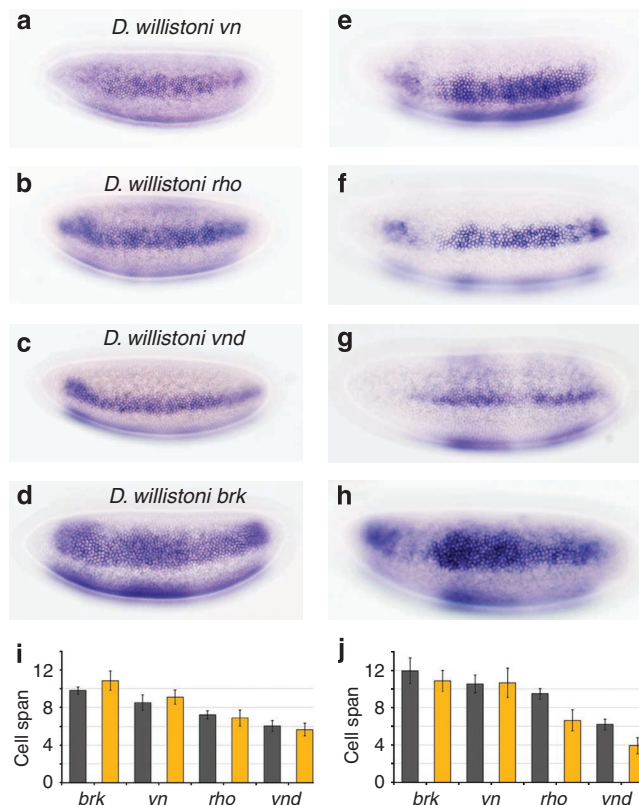 a
D. willistoni vn
e
b
D. willistoni rho
f
c
D. willistoni vnd
g
d
D. willistoni brk
h
i
12
8
4
0
Cell span
brk vn rho vnd
j
12
8
4
0
Cell span
brk vn rho vnd